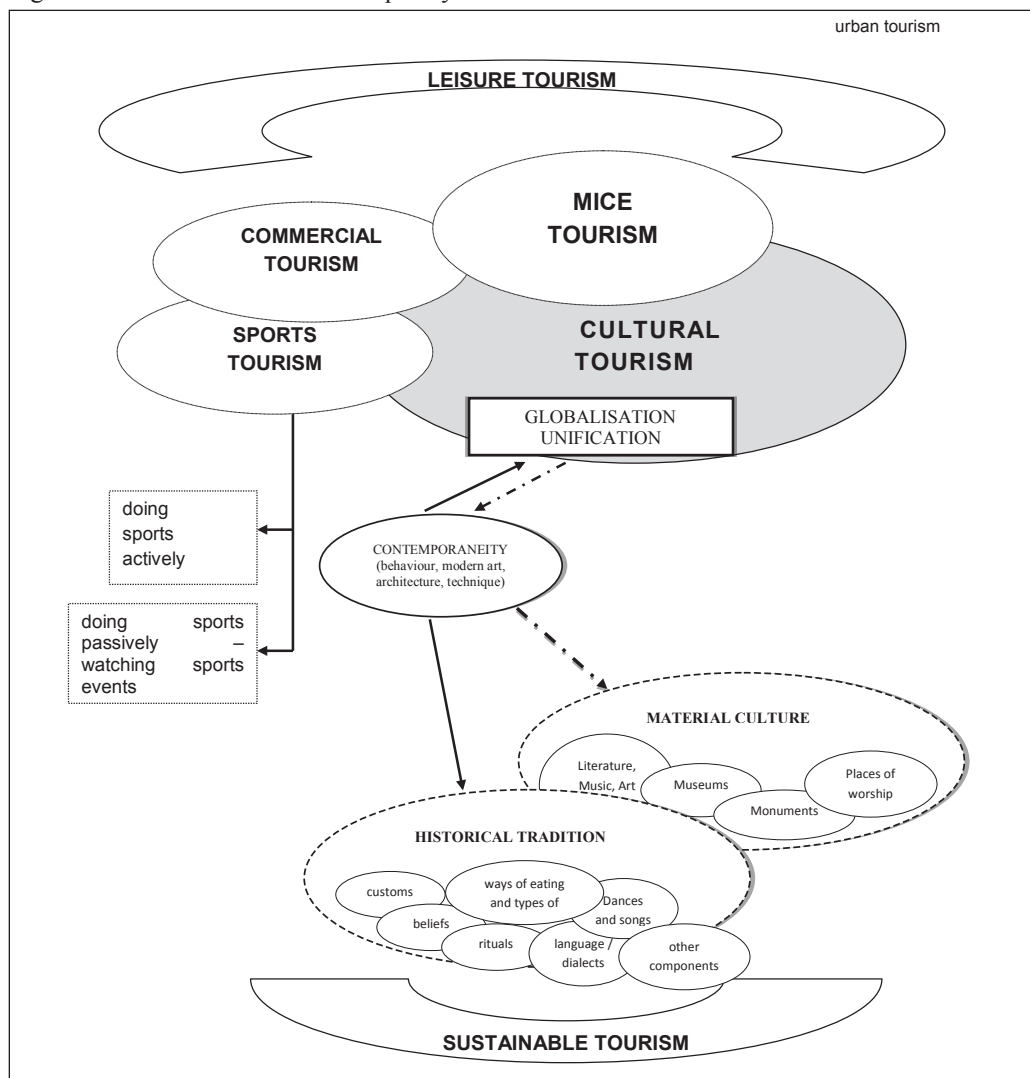 urban tourism
LEISURE TOURISM
MICE
TOURISM
COMMERCIAL
TOURISM
SPORTS
TOURISM
CULTURAL
TOURISM
GLOBALISATION
UNIFICATION
doing
sports
actively
CONTEMPORANEITY
(behaviour, modern art,
architecture, technique)
doing sports
passively –
watching sports
events
MATERIAL CULTURE
Literature,
Music, Art
Museums
Monuments
Places of
worship
HISTORICAL TRADITION
customs
ways of eating
and types of
Dances
and songs
beliefs
rituals
language /
dialects
other
components
SUSTAINABLE TOURISM